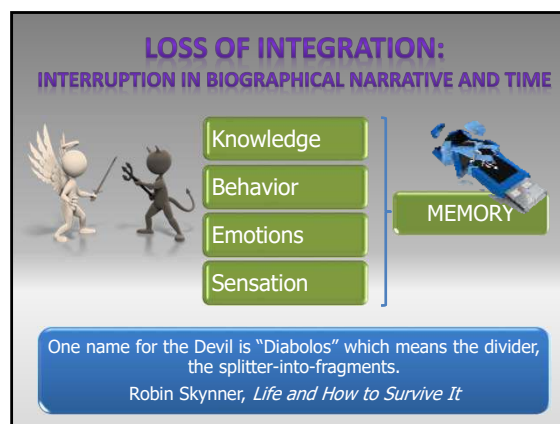 LOSS OF INTEGRATION:
INTERRUPTION IN BIOGRAPHICAL NARRATIVE AND TIME
Knowledge
Behavior
Emotions
Sensation
MEMORY
One name for the Devil is “Diabolos” which means the divider,
the splitter-into-fragments.
Robin Skynner, Life and How to Survive It